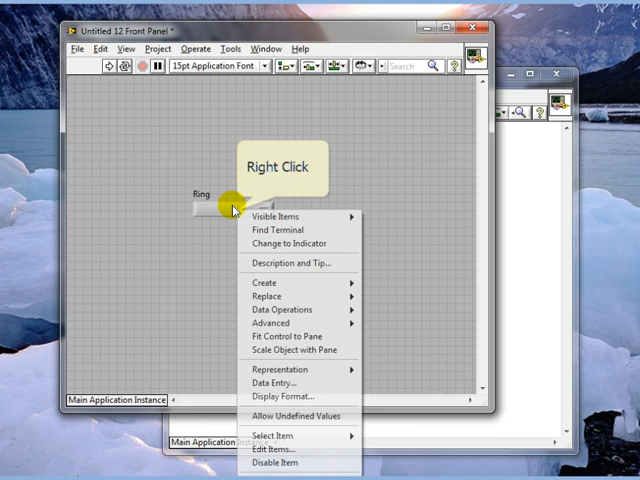 Untitled 12 Front Panel *
File Edit View Project Operate Tools Window Help
15pt Application Font
Search
Right Click
Ring
Visible Items
Find Terminal
Change to Indicator
Description and Tip...
Create
Replace
Data Operations
Advanced
Fit Control to Pane
Scale Object with Pane
Representation
Data Entry...
Display Format...
Allow Undefined Values
Select Item
Edit Items...
Disable Item
Main Application Instance
Main Application